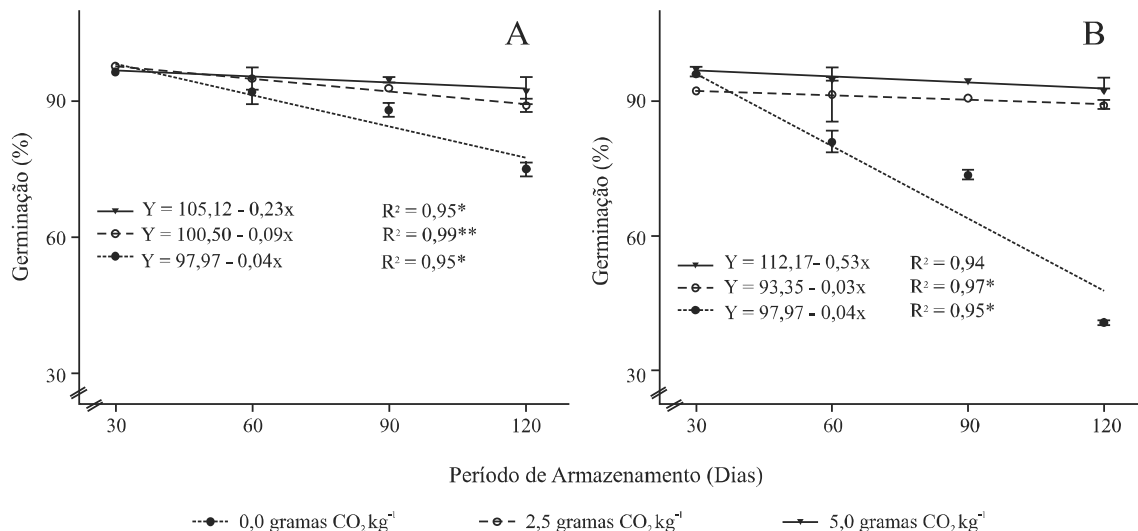 A
B
90
60
30
Germinação (%)
Y = 105,12 - 0,23x R² = 0,95*
Y = 100,50 - 0,09x R² = 0,99**
Y = 97,97 - 0,04x R² = 0,95*
30 60 90 120
90
60
30
Germinação (%)
Y = 112,17- 0,53x R² = 0,94
Y = 93,35 - 0,03x R² = 0,97*
Y = 97,97 - 0,04x R² = 0,95*
30 60 90 120
Período de Armazenamento (Dias)
0,0 gramas CO₂ kg⁻¹ 2,5 gramas CO₂ kg⁻¹ 5,0 gramas CO₂ kg⁻¹